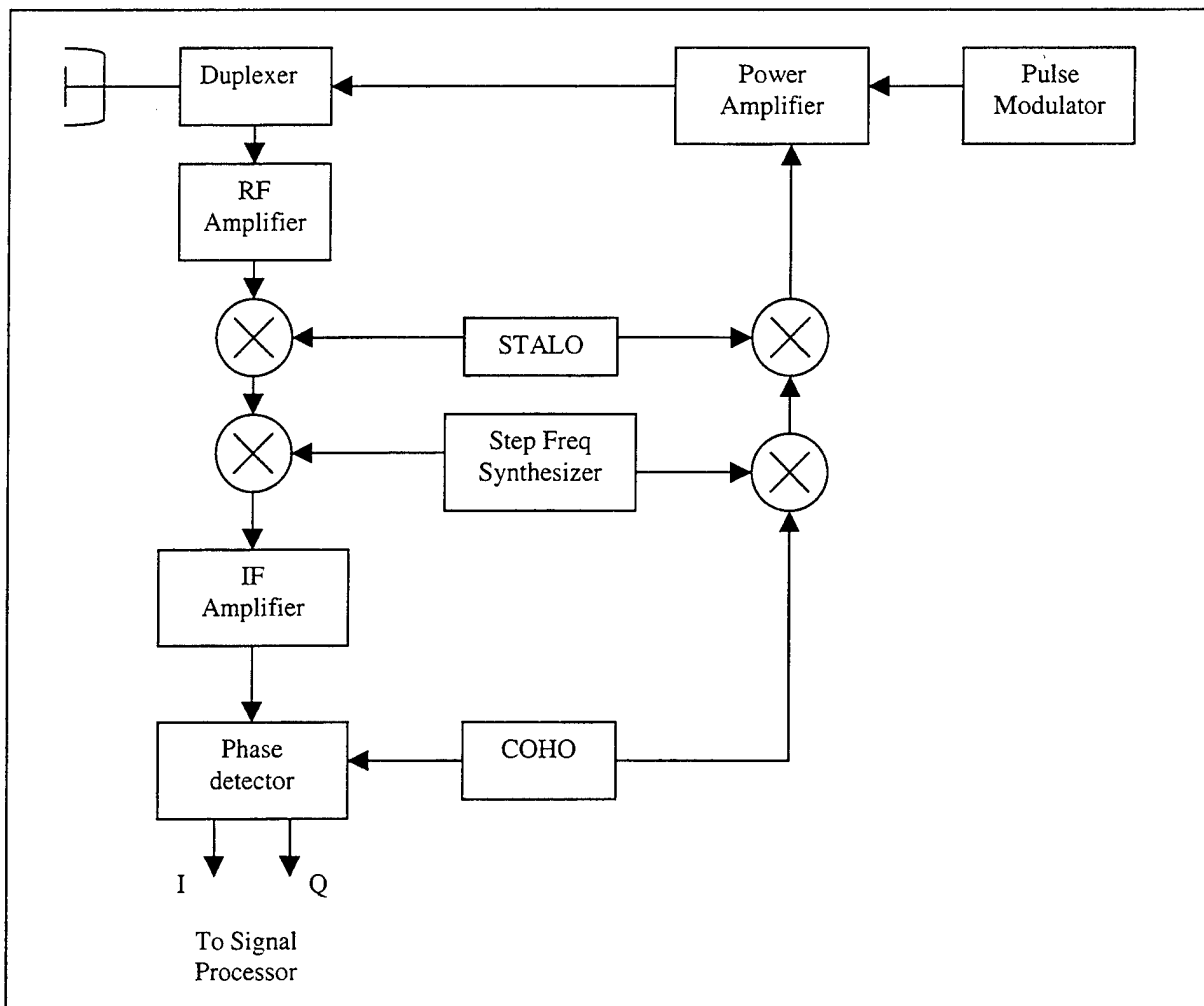 Duplexer
Power
Amplifier
Pulse
Modulator
RF
Amplifier
STALO
Step Freq
Synthesizer
IF
Amplifier
Phase
detector
COHO
I
Q
To Signal
Processor